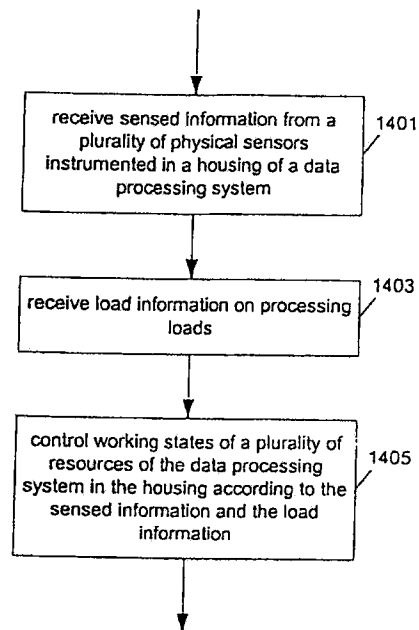 receive sensed information from a
plurality of physical sensors
instrumented in a housing of a data
processing system
1401
receive load information on processing
loads
1403
control working states of a plurality of
resources of the data processing
system in the housing according to the
sensed information and the load
information
1405